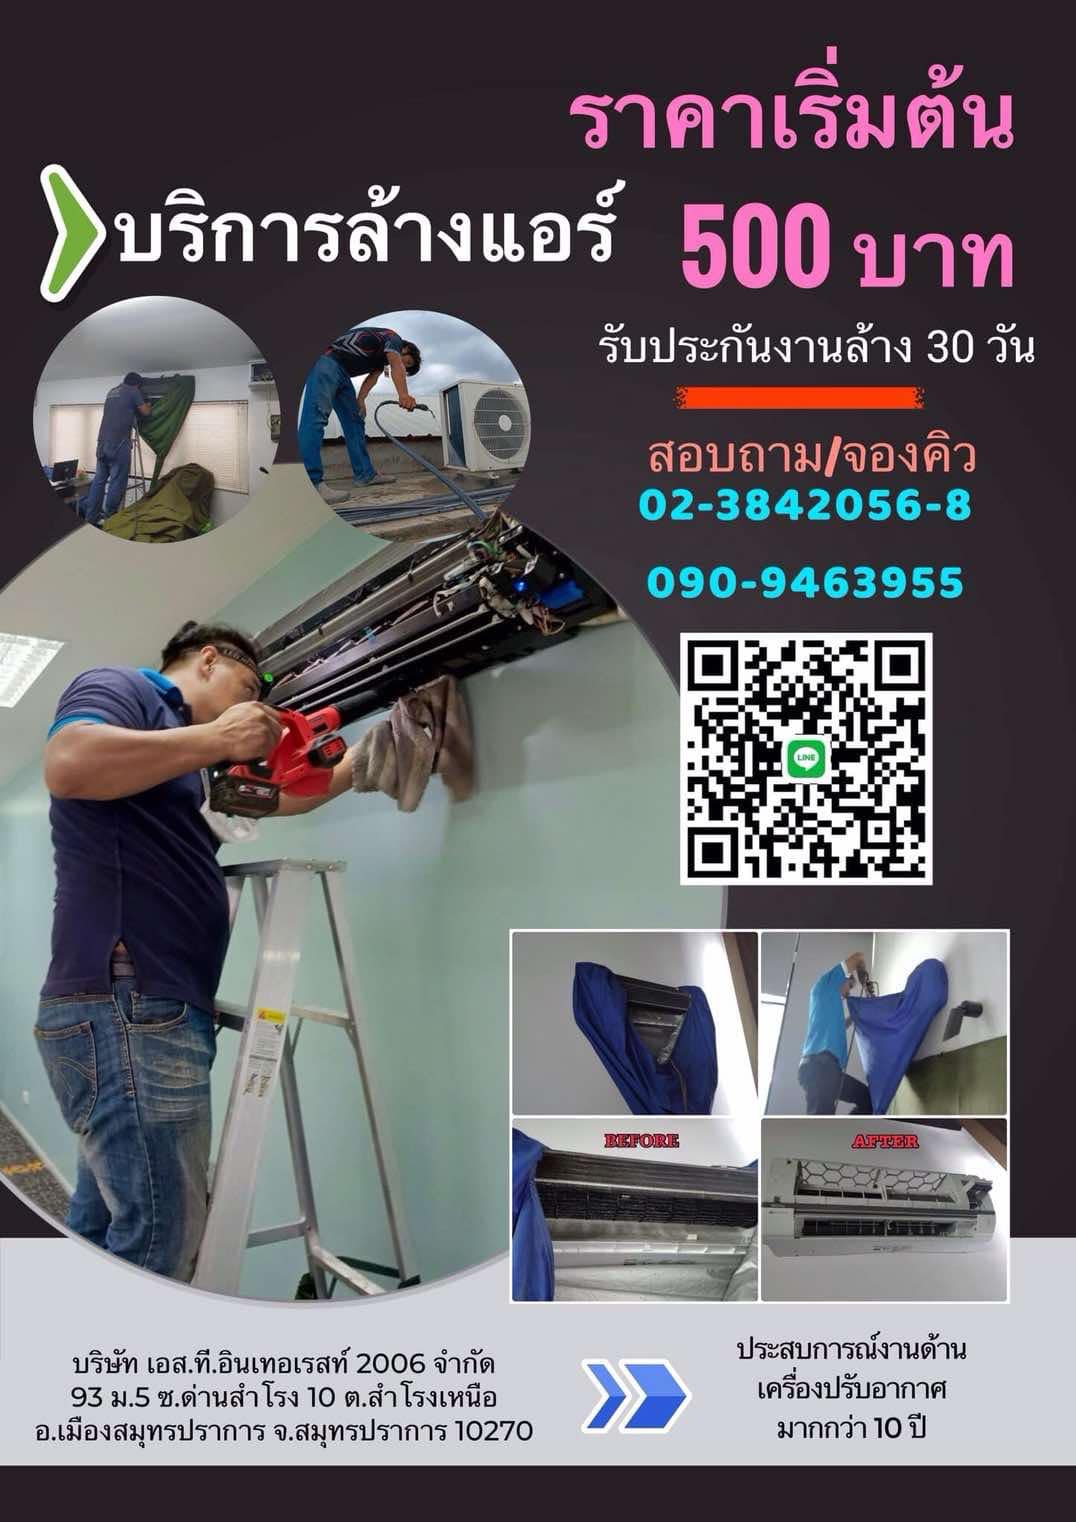 ราคาเริ่มต้น
บริการล้างแอร์
500 บาท
รับประกันงานล้าง 30 วัน
สอบถาม/จองคิว
02-3842056-8
090-9463955
LINE
BEFORE
AFTER
บริษัท เอส.ที.อินเทอเรสท์ 2006 จำกัด
93 ม.5 ซ.ด่านสำโรง 10 ต.สำโรงเหนือ
อ.เมืองสมุทรปราการ จ.สมุทรปราการ 10270
ประสบการณ์งานด้าน
เครื่องปรับอากาศ
มากกว่า 10 ปี